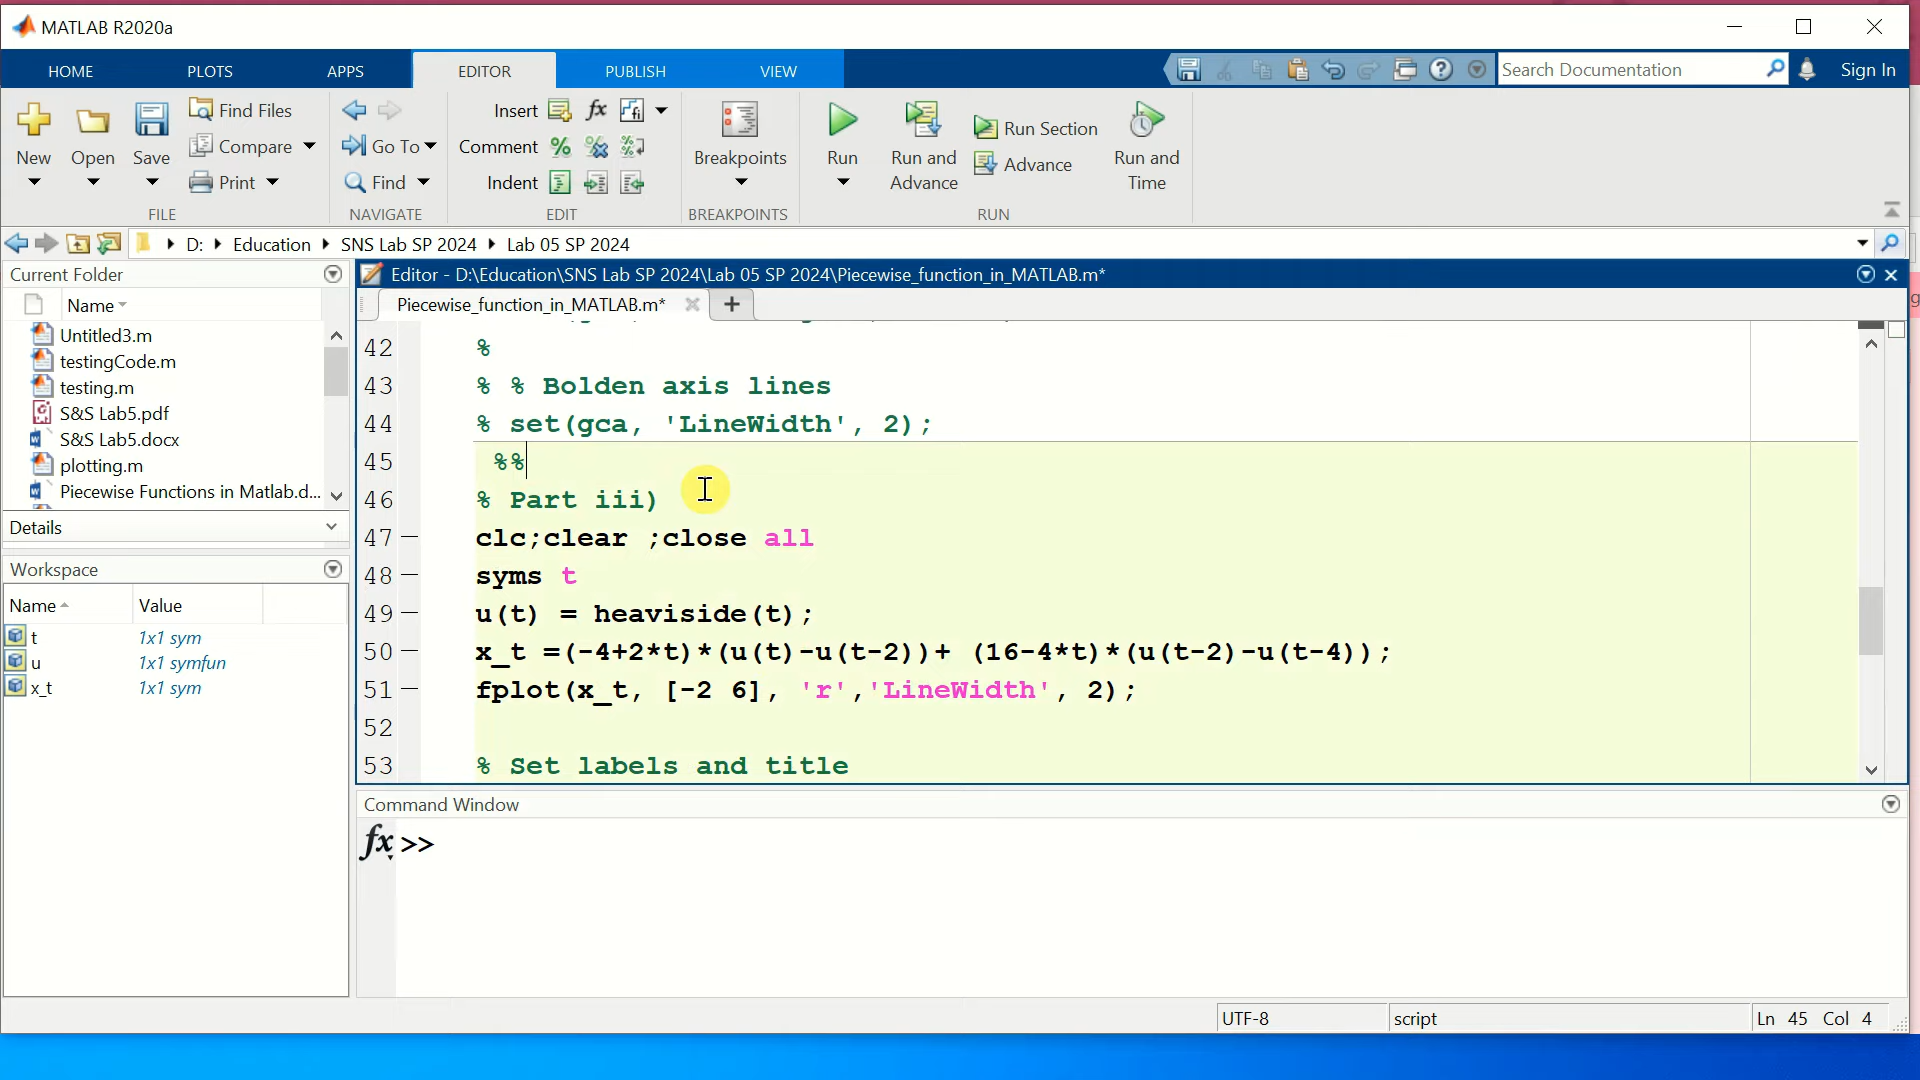 MATLAB R2020a
HOME PLOTS APPS EDITOR PUBLISH VIEW
Search Documentation
Sign In
New Open Save
Find Files
Compare
Print
FILE
Go To
Find
NAVIGATE
Insert fx
Comment
Indent
EDIT
Breakpoints
BREAKPOINTS
Run
Run and Advance
Run Section
Advance
Run and Time
RUN
D: Education SNS Lab SP 2024 Lab 05 SP 2024
Current Folder
Name
Untitled3.m
testingCode.m
testing.m
S&S Lab5.pdf
S&S Lab5.docx
plotting.m
Piecewise Functions in Matlab.d...
Details
Workspace
Name Value
t 1x1 sym
u 1x1 symfun
x_t 1x1 sym
Editor - D:\Education\SNS Lab SP 2024\Lab 05 SP 2024\Piecewise_function_in_MATLAB.m*
Piecewise_function_in_MATLAB.m*
42 %
43 % % Bolden axis lines
44 % set(gca, 'LineWidth', 2);
45 %%
46 % Part iii)
47 clc;clear ;close all
48 syms t
49 u(t) = heaviside(t);
50 x_t =(-4+2*t)*(u(t)-u(t-2))+ (16-4*t)*(u(t-2)-u(t-4));
51 fplot(x_t, [-2 6], 'r','LineWidth', 2);
52
53 % Set labels and title
Command Window
fx >>
UTF-8 script Ln 45 Col 4